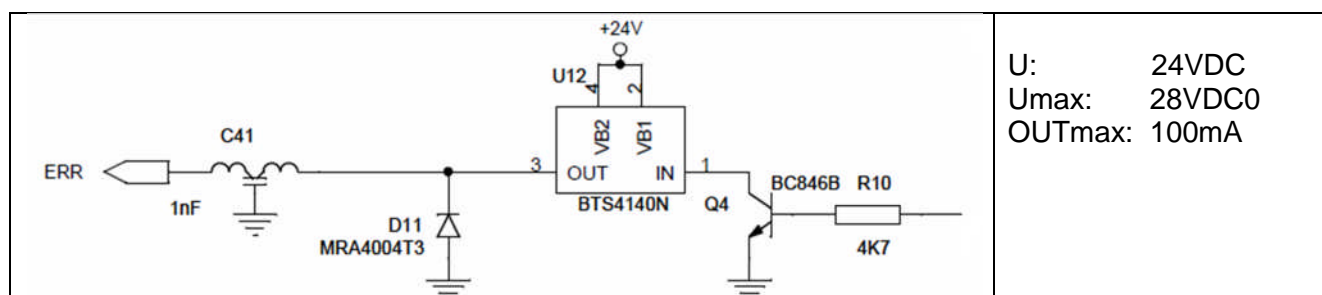 +24V
U12
4
2
VB2
VB1
C41
ERR
3
OUT
IN
1
BC846B
R10
1nF
BTS4140N
Q4
D11
MRA4004T3
4K7
U: 24VDC
Umax: 28VDC0
OUTmax: 100mA